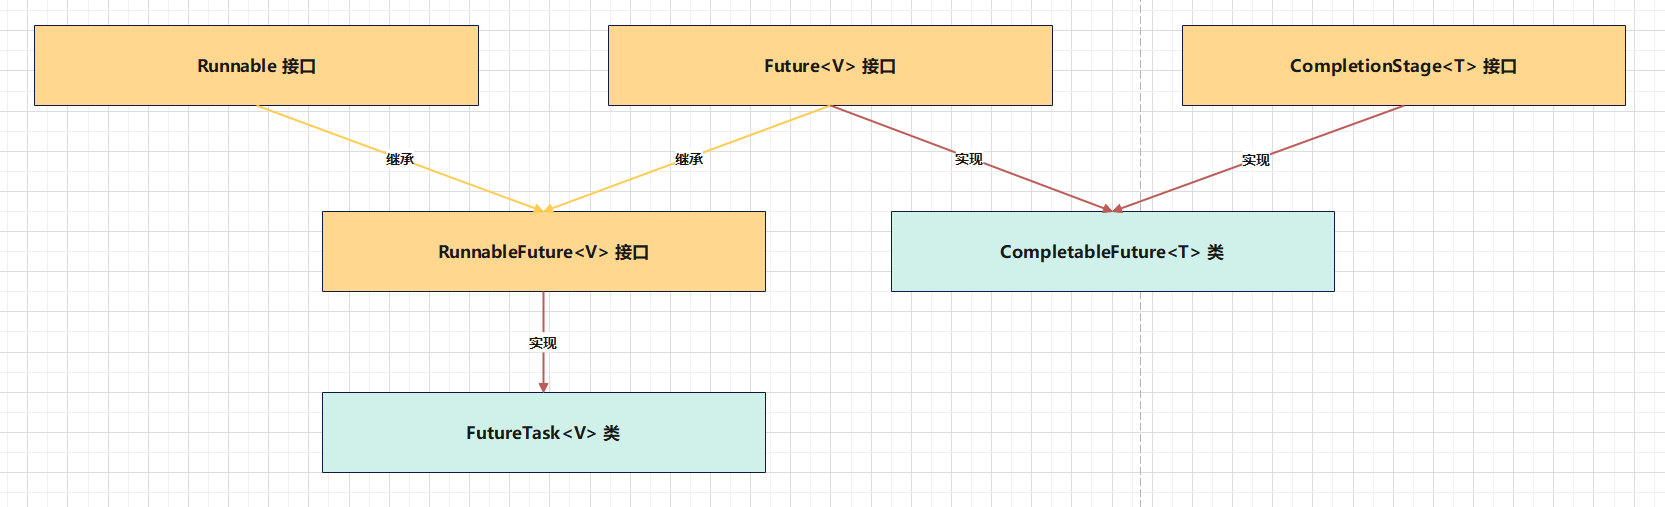 Runnable 接口
Future<V> 接口
CompletionStage<T> 接口
继承
继承
实现
实现
RunnableFuture<V> 接口
CompletableFuture<T> 类
实现
FutureTask<V> 类